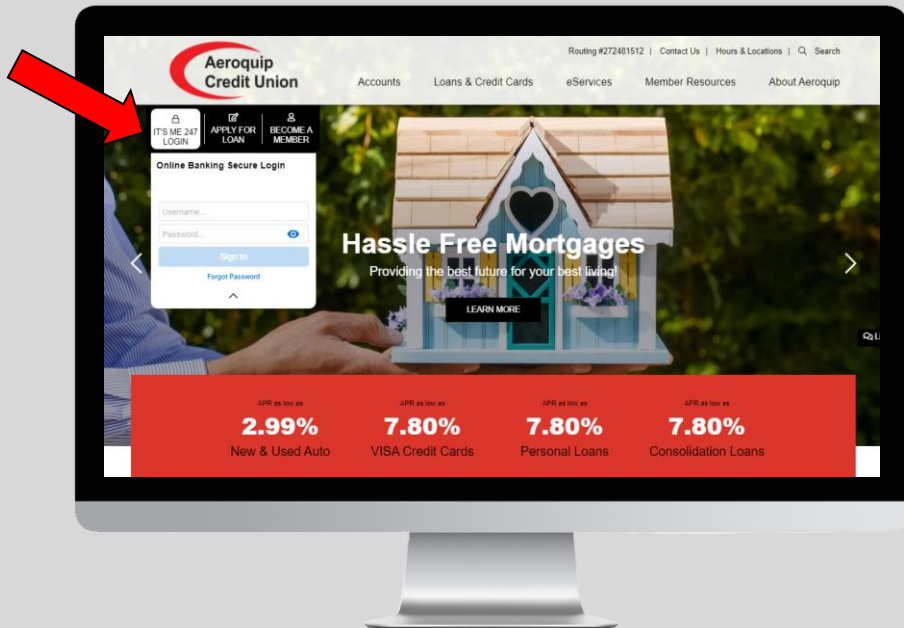 Aeroquip
Credit Union
Routing #272481512 | Contact Us | Hours & Locations | Search
Accounts Loans & Credit Cards eServices Member Resources About Aeroquip
IT'S ME 247
LOGIN
APPLY FOR
LOAN
BECOME A
MEMBER
Online Banking Secure Login
Username...
Password...
Sign In
Forgot Password
Hassle Free Mortgages
Providing the best future for your best living!
LEARN MORE
APR as low as
2.99%
New & Used Auto
APR as low as
7.80%
VISA Credit Cards
APR as low as
7.80%
Personal Loans
APR as low as
7.80%
Consolidation Loans